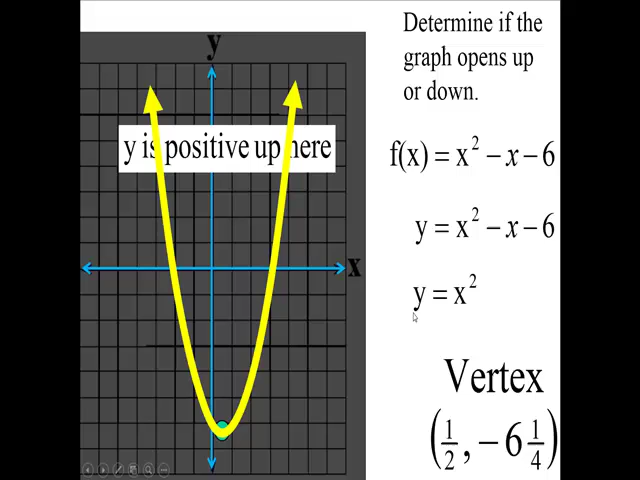 y
y is positive up here
x
Determine if the
graph opens up
or down.
f(x) = x² − x − 6
y = x² − x − 6
y = x²
Vertex
(1/2, −6 1/4)